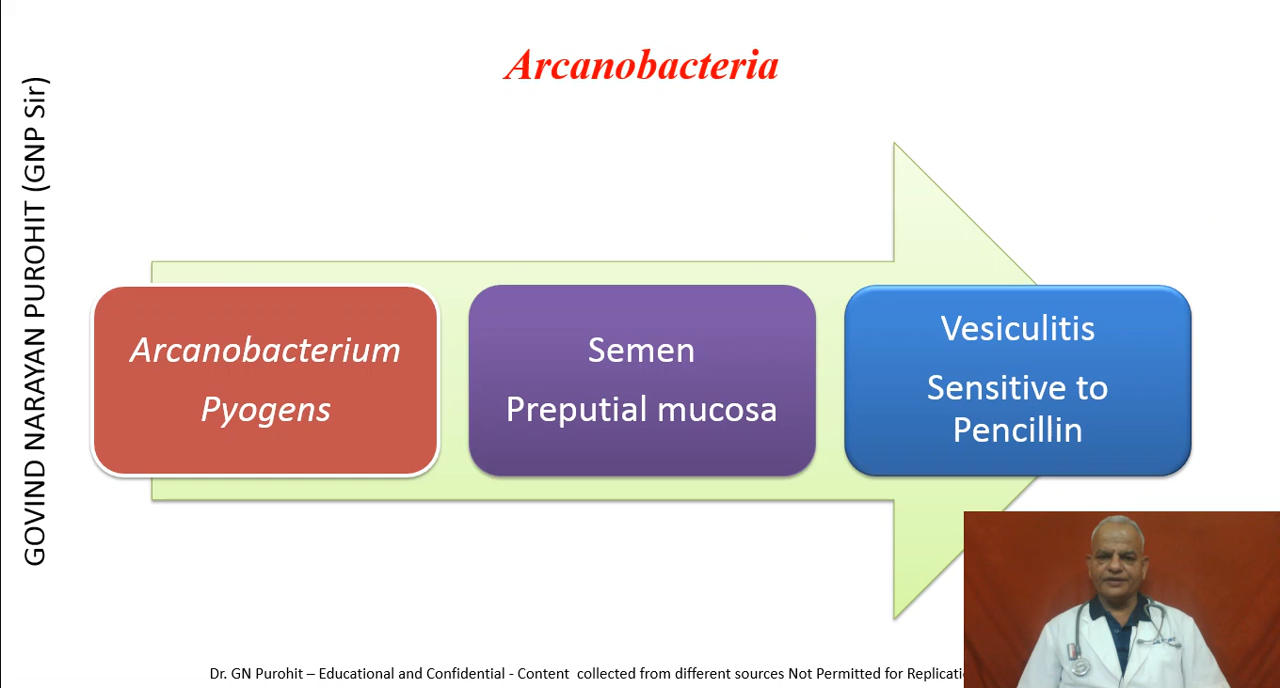 Arcanobacteria
GOVIND NARAYAN PUROHIT (GNP Sir)
Arcanobacterium
Pyogens
Semen
Preputial mucosa
Vesiculitis
Sensitive to
Pencillin
Dr. GN Purohit – Educational and Confidential - Content collected from different sources Not Permitted for